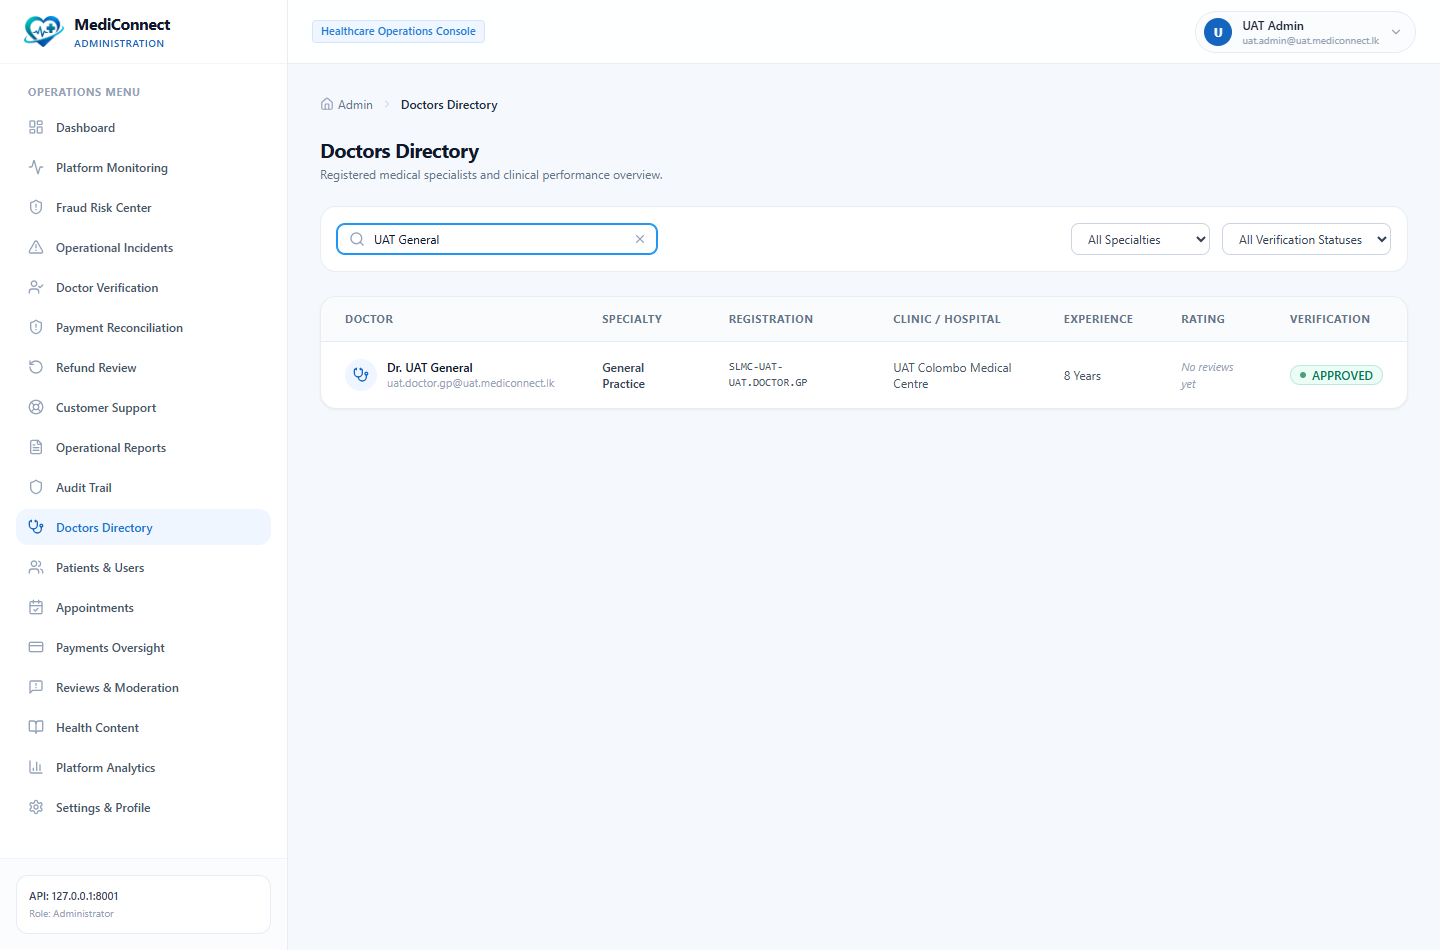 MediConnect
ADMINISTRATION
OPERATIONS MENU
Dashboard
Platform Monitoring
Fraud Risk Center
Operational Incidents
Doctor Verification
Payment Reconciliation
Refund Review
Customer Support
Operational Reports
Audit Trail
Doctors Directory
Patients & Users
Appointments
Payments Oversight
Reviews & Moderation
Health Content
Platform Analytics
Settings & Profile
API: 127.0.0.1:8001
Role: Administrator
Healthcare Operations Console
U
UAT Admin
uat.admin@uat.mediconnect.lk
Admin
Doctors Directory
Doctors Directory
Registered medical specialists and clinical performance overview.
UAT General
All Specialties
All Verification Statuses
DOCTOR SPECIALTY REGISTRATION CLINIC / HOSPITAL EXPERIENCE RATING VERIFICATION
Dr. UAT General
uat.doctor.gp@uat.mediconnect.lk
General
Practice
SLMC-UAT-
UAT.DOCTOR.GP
UAT Colombo Medical
Centre
8 Years
No reviews
yet
APPROVED